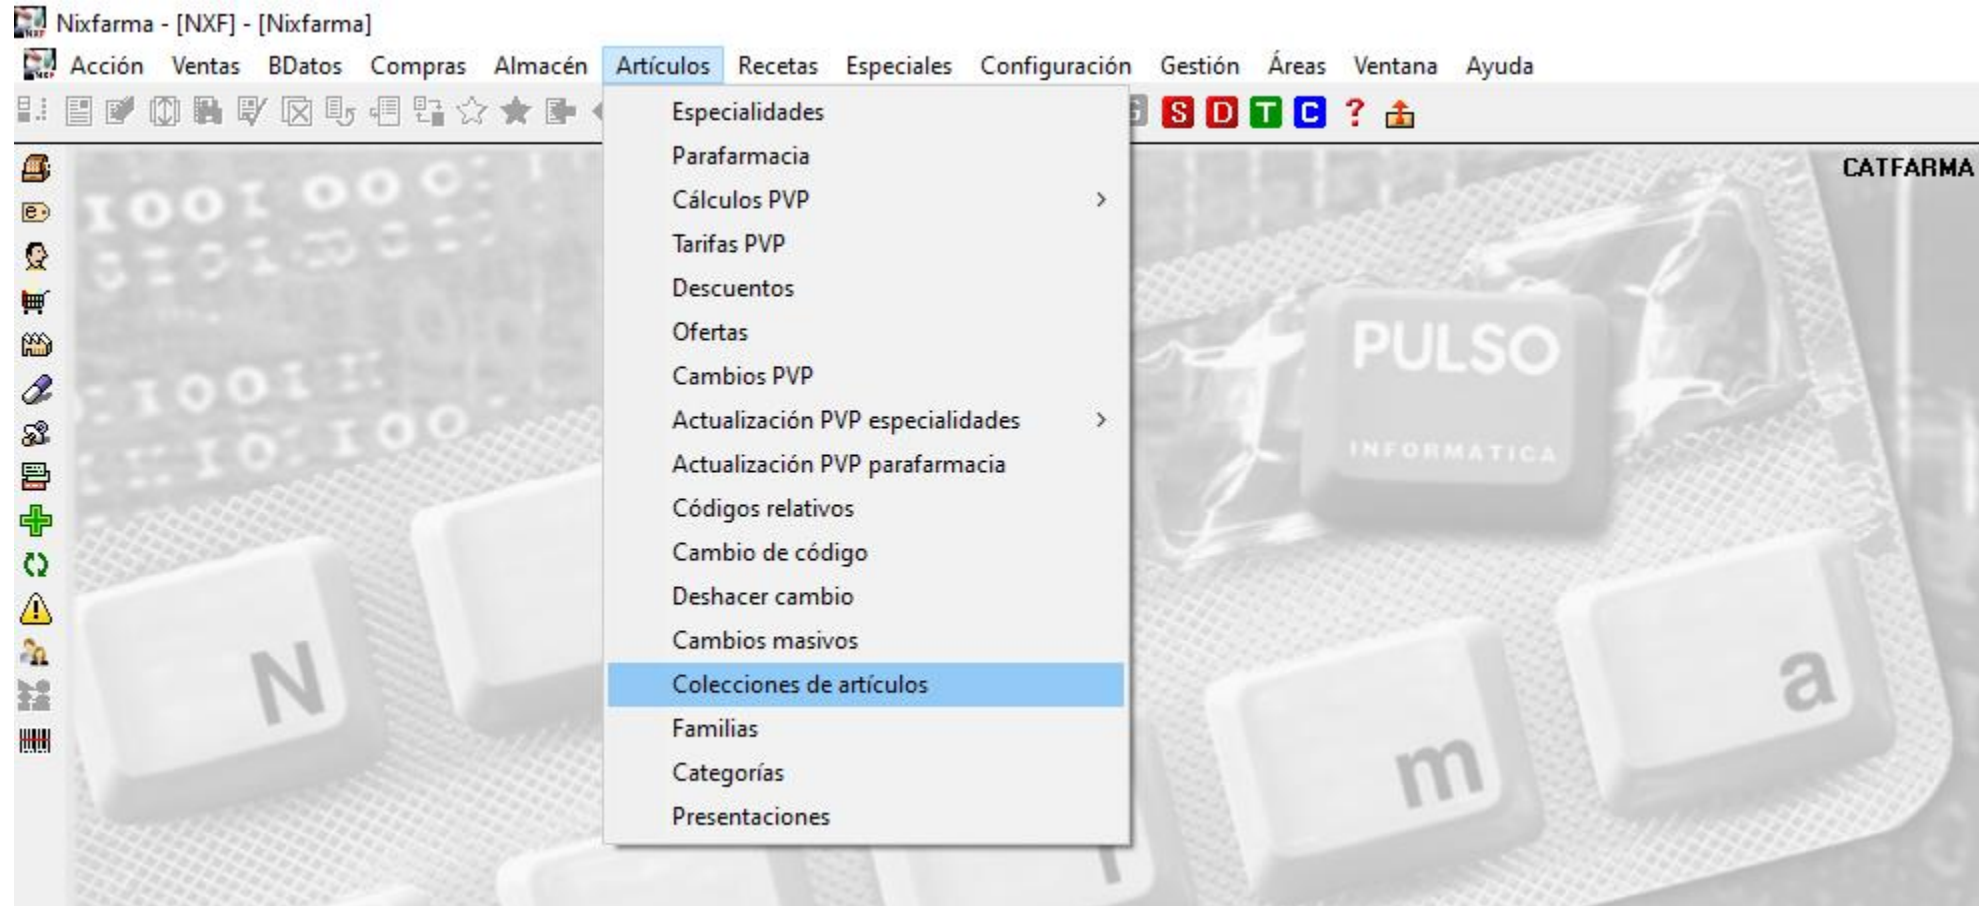 Nixfarma - [NXF] - [Nixfarma]
Acción Ventas BDatos Compras Almacén Artículos Recetas Especiales Configuración Gestión Áreas Ventana Ayuda
S D T C ?
CATFARMA
Especialidades
Parafarmacia
Cálculos PVP
Tarifas PVP
Descuentos
Ofertas
Cambios PVP
Actualización PVP especialidades
Actualización PVP parafarmacia
Códigos relativos
Cambio de código
Deshacer cambio
Cambios masivos
Colecciones de artículos
Familias
Categorías
Presentaciones
PULSO
INFORMATICA
N
m
a